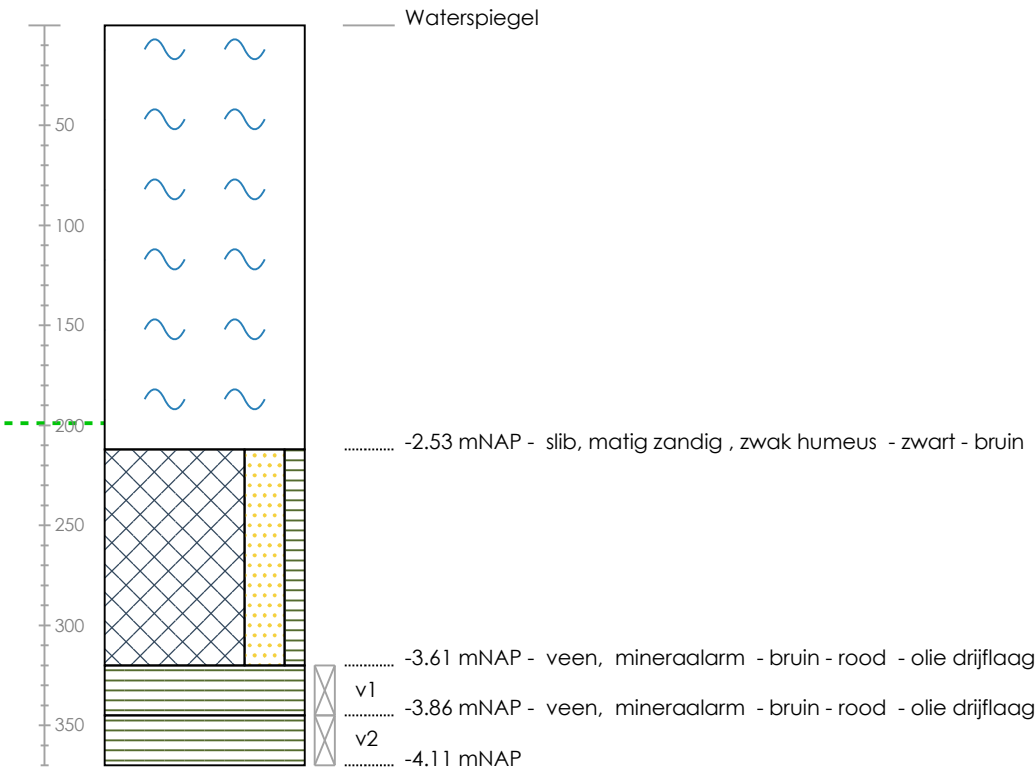 Waterspiegel
50
100
150
200
-2.53 mNAP - slib, matig zandig , zwak humeus - zwart - bruin
250
300
-3.61 mNAP - veen, mineraalarm - bruin - rood - olie drijflaag
v1
-3.86 mNAP - veen, mineraalarm - bruin - rood - olie drijflaag
350
v2
-4.11 mNAP